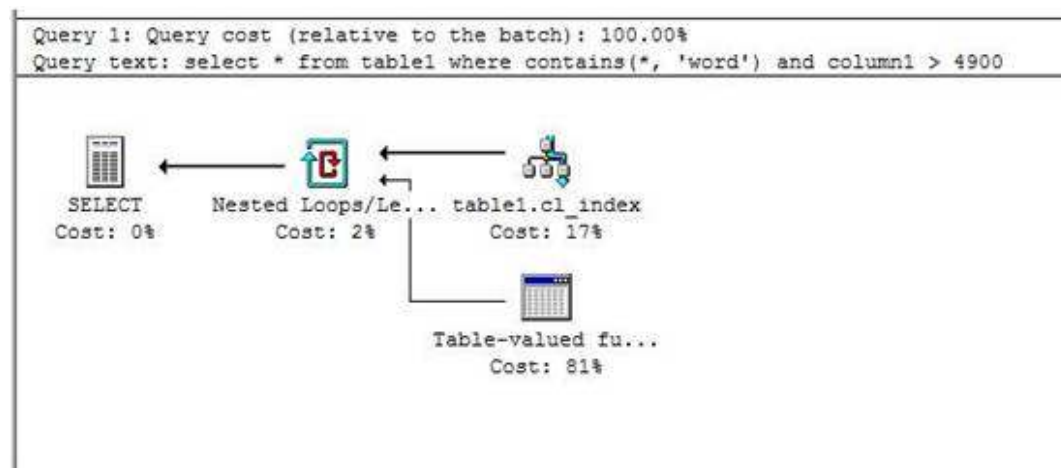 Query 1: Query cost (relative to the batch): 100.00%
Query text: select * from table1 where contains(*, 'word') and column1 > 4900
SELECT
Cost: 0%
Nested Loops/Le...
Cost: 2%
table1.cl_index
Cost: 17%
Table-valued fu...
Cost: 81%